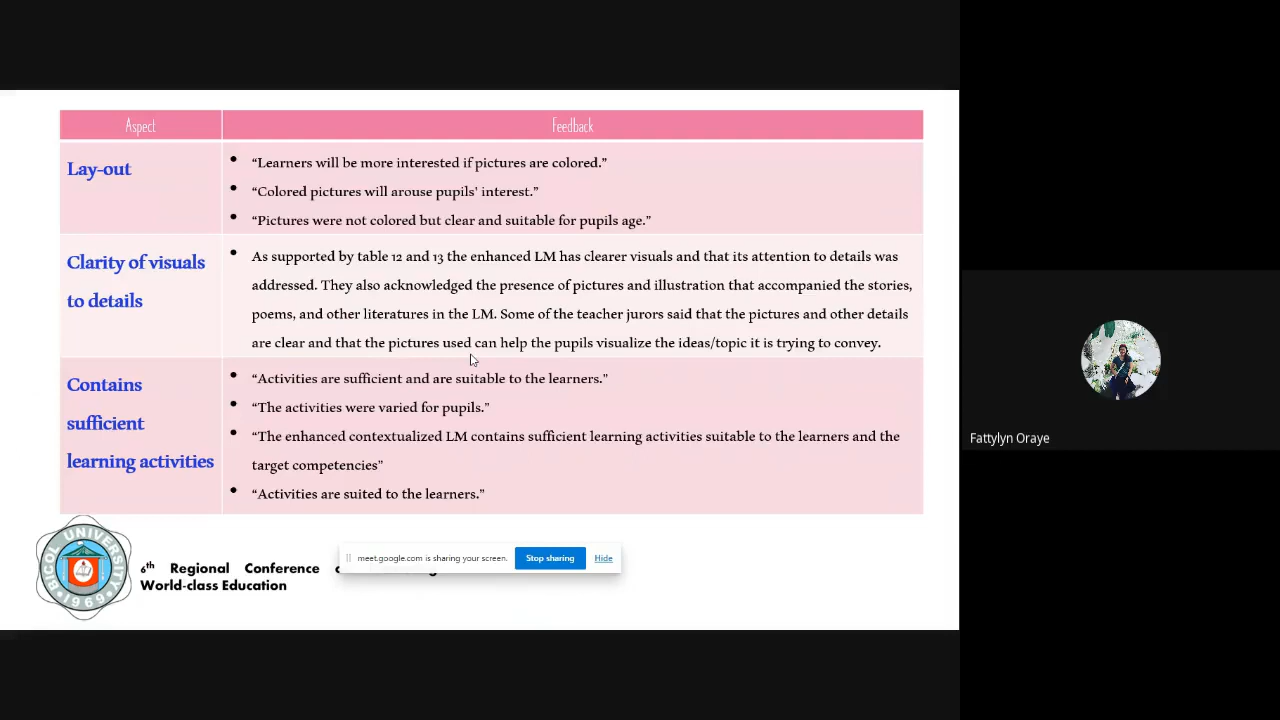 Aspect
Feedback
Lay-out
• “Learners will be more interested if pictures are colored.”
• “Colored pictures will arouse pupils' interest.”
• “Pictures were not colored but clear and suitable for pupils age.”
Clarity of visuals
to details
• As supported by table 12 and 13 the enhanced LM has clearer visuals and that its attention to details was
addressed. They also acknowledged the presence of pictures and illustration that accompanied the stories,
poems, and other literatures in the LM. Some of the teacher jurors said that the pictures and other details
are clear and that the pictures used can help the pupils visualize the ideas/topic it is trying to convey.
Contains
sufficient
learning activities
• “Activities are sufficient and are suitable to the learners.”
• “The activities were varied for pupils.”
• “The enhanced contextualized LM contains sufficient learning activities suitable to the learners and the
target competencies”
• “Activities are suited to the learners.”
BICOL UNIVERSITY
1969
6th Regional Conference
World-class Education
meet.google.com is sharing your screen.
Stop sharing
Hide
Fattylyn Oraye